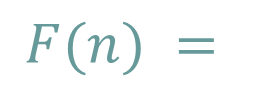 F(n) =